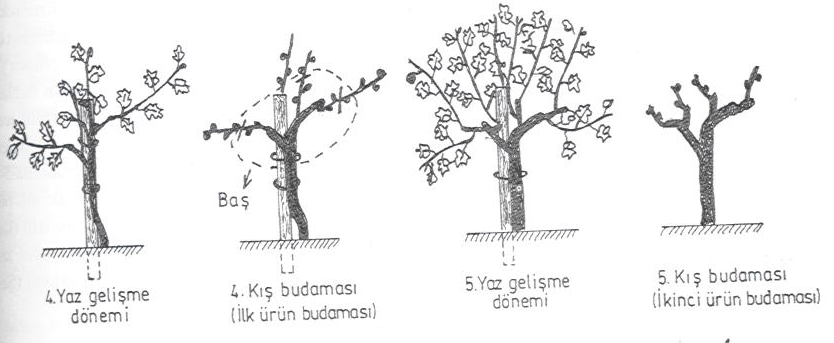 Baş
4.Yaz gelişme
dönemi
4. Kış budaması
(İlk ürün budaması)
5.Yaz gelişme
dönemi
5. Kış budaması
(İkinci ürün budaması)